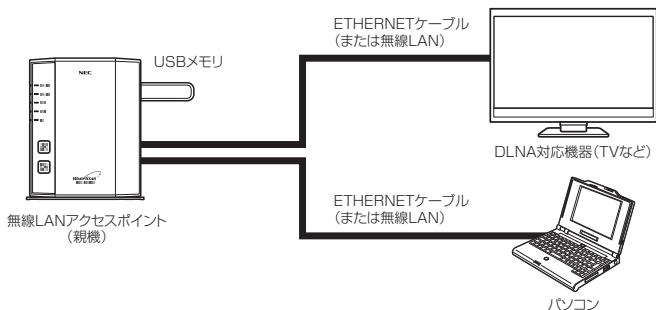 ETHERNETケーブル
(または無線LAN)
USBメモリ
NEC
DLNA対応機器(TVなど)
ETHERNETケーブル
(または無線LAN)
無線LANアクセスポイント
(親機)
パソコン